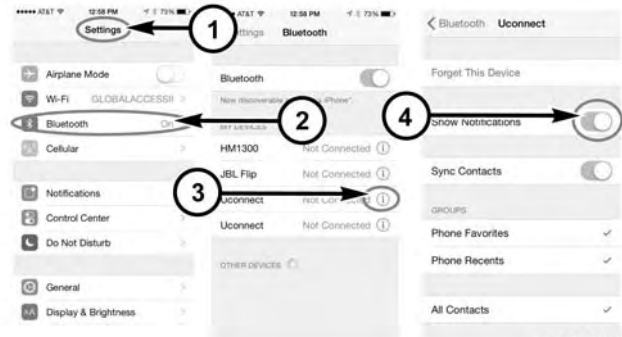 AT&T 12:58 PM 73%
Settings
1
Airplane Mode
Wi-Fi GLOBALACCESSII
Bluetooth On
Cellular
Notifications
Control Center
Do Not Disturb
General
Display & Brightness
AT&T 12:58 PM 73%
ttings Bluetooth
Bluetooth
Now discoverable iPhone".
2
MY DEVICES
HM1300 Not Connected
JBL Flip Not Connected
3
Uconnect Not Connected
Uconnect Not Connected
OTHER DEVICES
Bluetooth Uconnect
Forget This Device
4
Show Notifications
Sync Contacts
GROUPS
Phone Favorites
Phone Recents
All Contacts